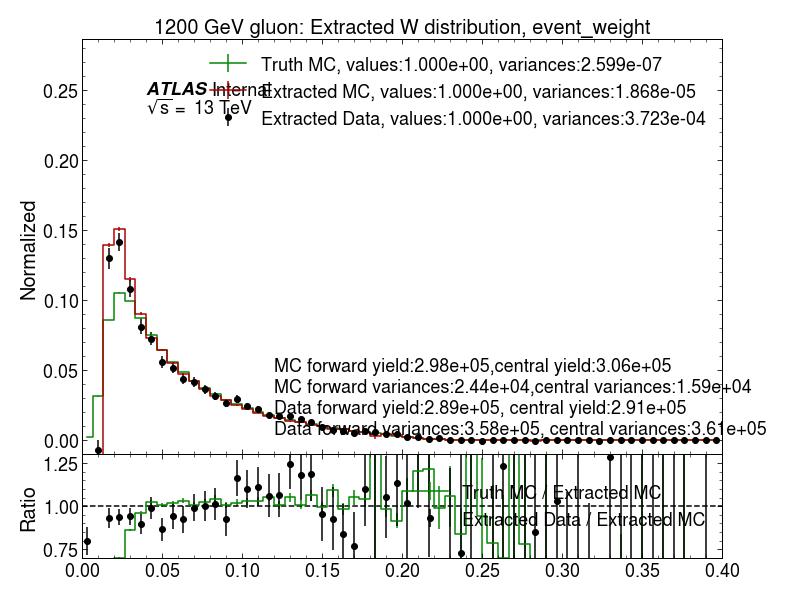 1200 GeV gluon: Extracted W distribution, event_weight
Truth MC, values:1.000e+00, variances:2.599e-07
ATLAS Internal
Extracted MC, values:1.000e+00, variances:1.868e-05
√s = 13 TeV
Extracted Data, values:1.000e+00, variances:3.723e-04
Normalized
0.25
0.20
0.15
0.10
0.05
0.00
MC forward yield:2.98e+05,central yield:3.06e+05
MC forward variances:2.44e+04,central variances:1.59e+04
Data forward yield:2.89e+05, central yield:2.91e+05
Data forward variances:3.58e+05, central variances:3.61e+05
Ratio
1.25
1.00
0.75
Truth MC / Extracted MC
Extracted Data / Extracted MC
0.00 0.05 0.10 0.15 0.20 0.25 0.30 0.35 0.40